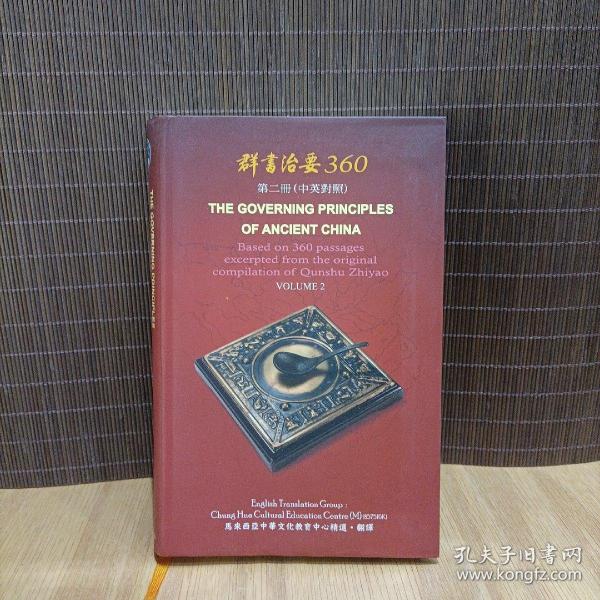 群書治要360
第二冊(中英對照)
THE GOVERNING PRINCIPLES
OF ANCIENT CHINA
Based on 360 passages
excerpted from the original
compilation of Qunshu Zhiyao
VOLUME 2
English Translation Group :
Chung Hua Cultural Education Centre (M)
馬來西亞中華文化教育中心精選・翻譯
THE GOVERNING PRINCIPLES
孔夫子旧书网
www.kongfz.com